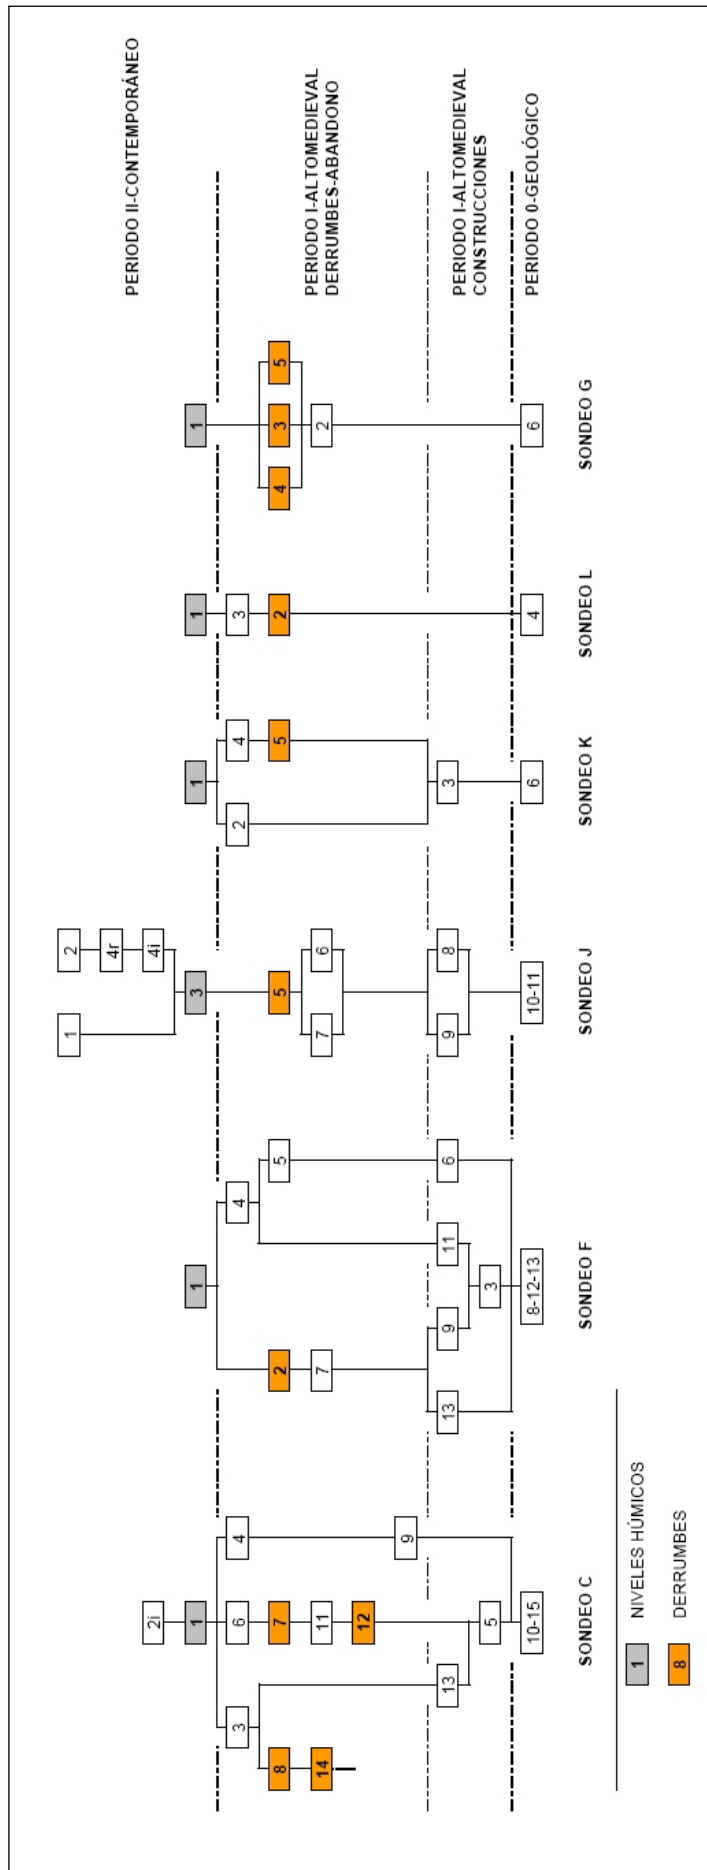 1 2
4r
PERIODO II-CONTEMPORÁNEO
2i 4i
1 1 3 1 1 1
3 6 4 4 2 4 3
8 7 2 5 5 5 2 4 3 5
PERIODO I-ALTOMEDIEVAL
DERRUMBES-ABANDONO
14 11 7 7 6 2
12
9
13 13 9 11 6 9 8 3
PERIODO I-ALTOMEDIEVAL
CONSTRUCCIONES
5 3
10-15 8-12-13 10-11 6 4 6 PERIODO 0-GEOLÓGICO
SONDEO C SONDEO F SONDEO J SONDEO K SONDEO L SONDEO G
1 NIVELES HÚMICOS
8 DERRUMBES